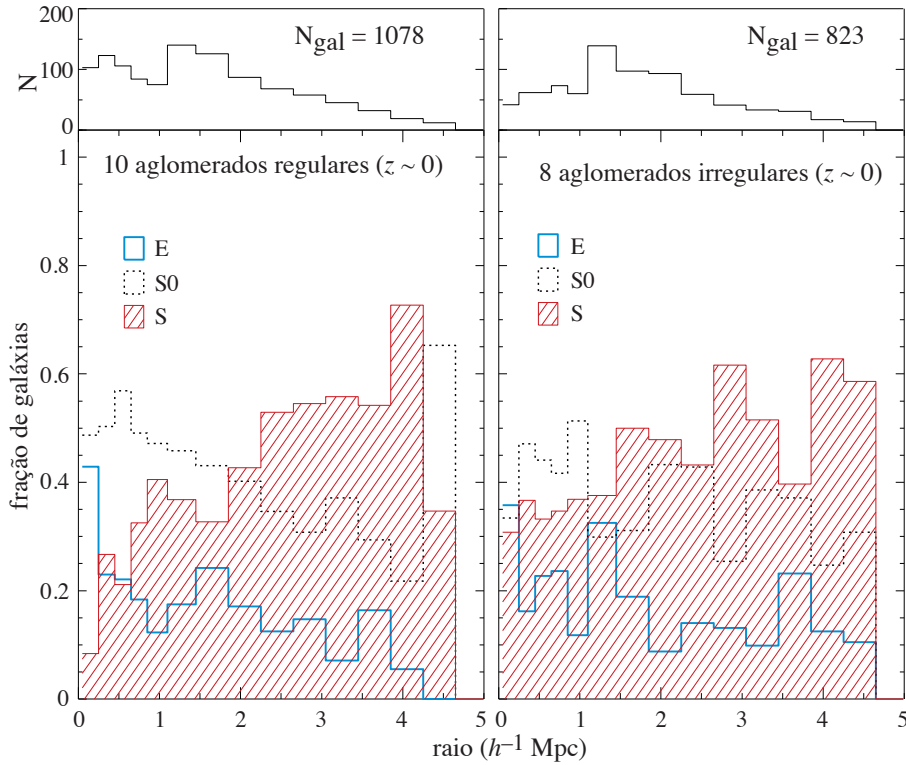 200
100
0
N
N_gal = 1078
N_gal = 823
1
0.8
0.6
0.4
0.2
0
fração de galáxias
10 aglomerados regulares (z ~ 0)
E
S0
S
8 aglomerados irregulares (z ~ 0)
E
S0
S
0 1 2 3 4 5
0 1 2 3 4 5
raio (h⁻¹ Mpc)